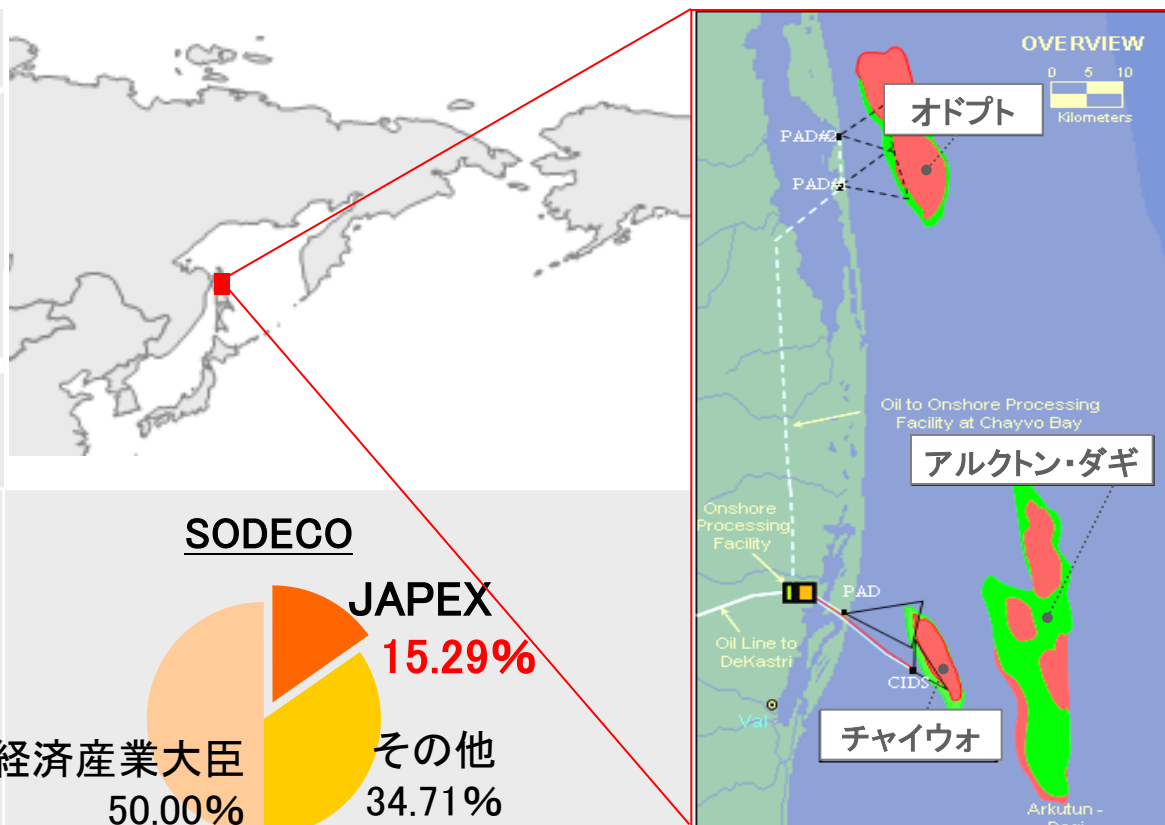 OVERVIEW
0 5 10
Kilometers
オドプト
PAD#2
PAD#1
Oil to Onshore Processing
Facility at Chayvo Bay
アルクトン・ダギ
Onshore
Processing
Facility
PAD
Oil Line to
DeKastri
CIDS
Val
チャイウォ
Arkutun -
SODECO
JAPEX
15.29%
経済産業大臣
50.00%
その他
34.71%